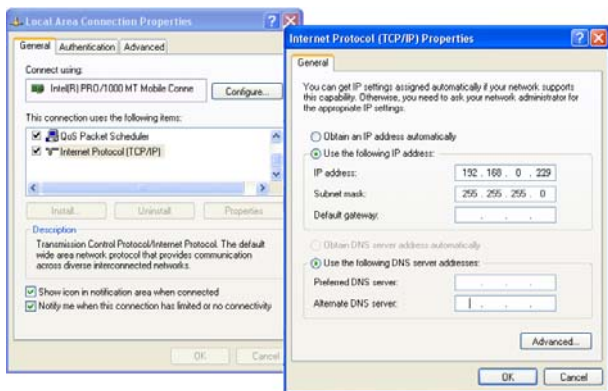 Local Area Connection Properties
General Authentication Advanced
Connect using:
Intel(R) PRO/1000 MT Mobile Conne
Configure...
This connection uses the following items:
QoS Packet Scheduler
Internet Protocol (TCP/IP)
Install...
Uninstall
Properties
Description
Transmission Control Protocol/Internet Protocol. The default
wide area network protocol that provides communication
across diverse interconnected networks.
Show icon in notification area when connected
Notify me when this connection has limited or no connectivity
OK
Cancel
Internet Protocol (TCP/IP) Properties
General
You can get IP settings assigned automatically if your network supports
this capability. Otherwise, you need to ask your network administrator for
the appropriate IP settings.
Obtain an IP address automatically
Use the following IP address:
IP address: 192 . 168 . 0 . 229
Subnet mask: 255 . 255 . 255 . 0
Default gateway: . . .
Obtain DNS server address automatically
Use the following DNS server addresses:
Preferred DNS server: . . .
Alternate DNS server: . . .
Advanced...
OK
Cancel